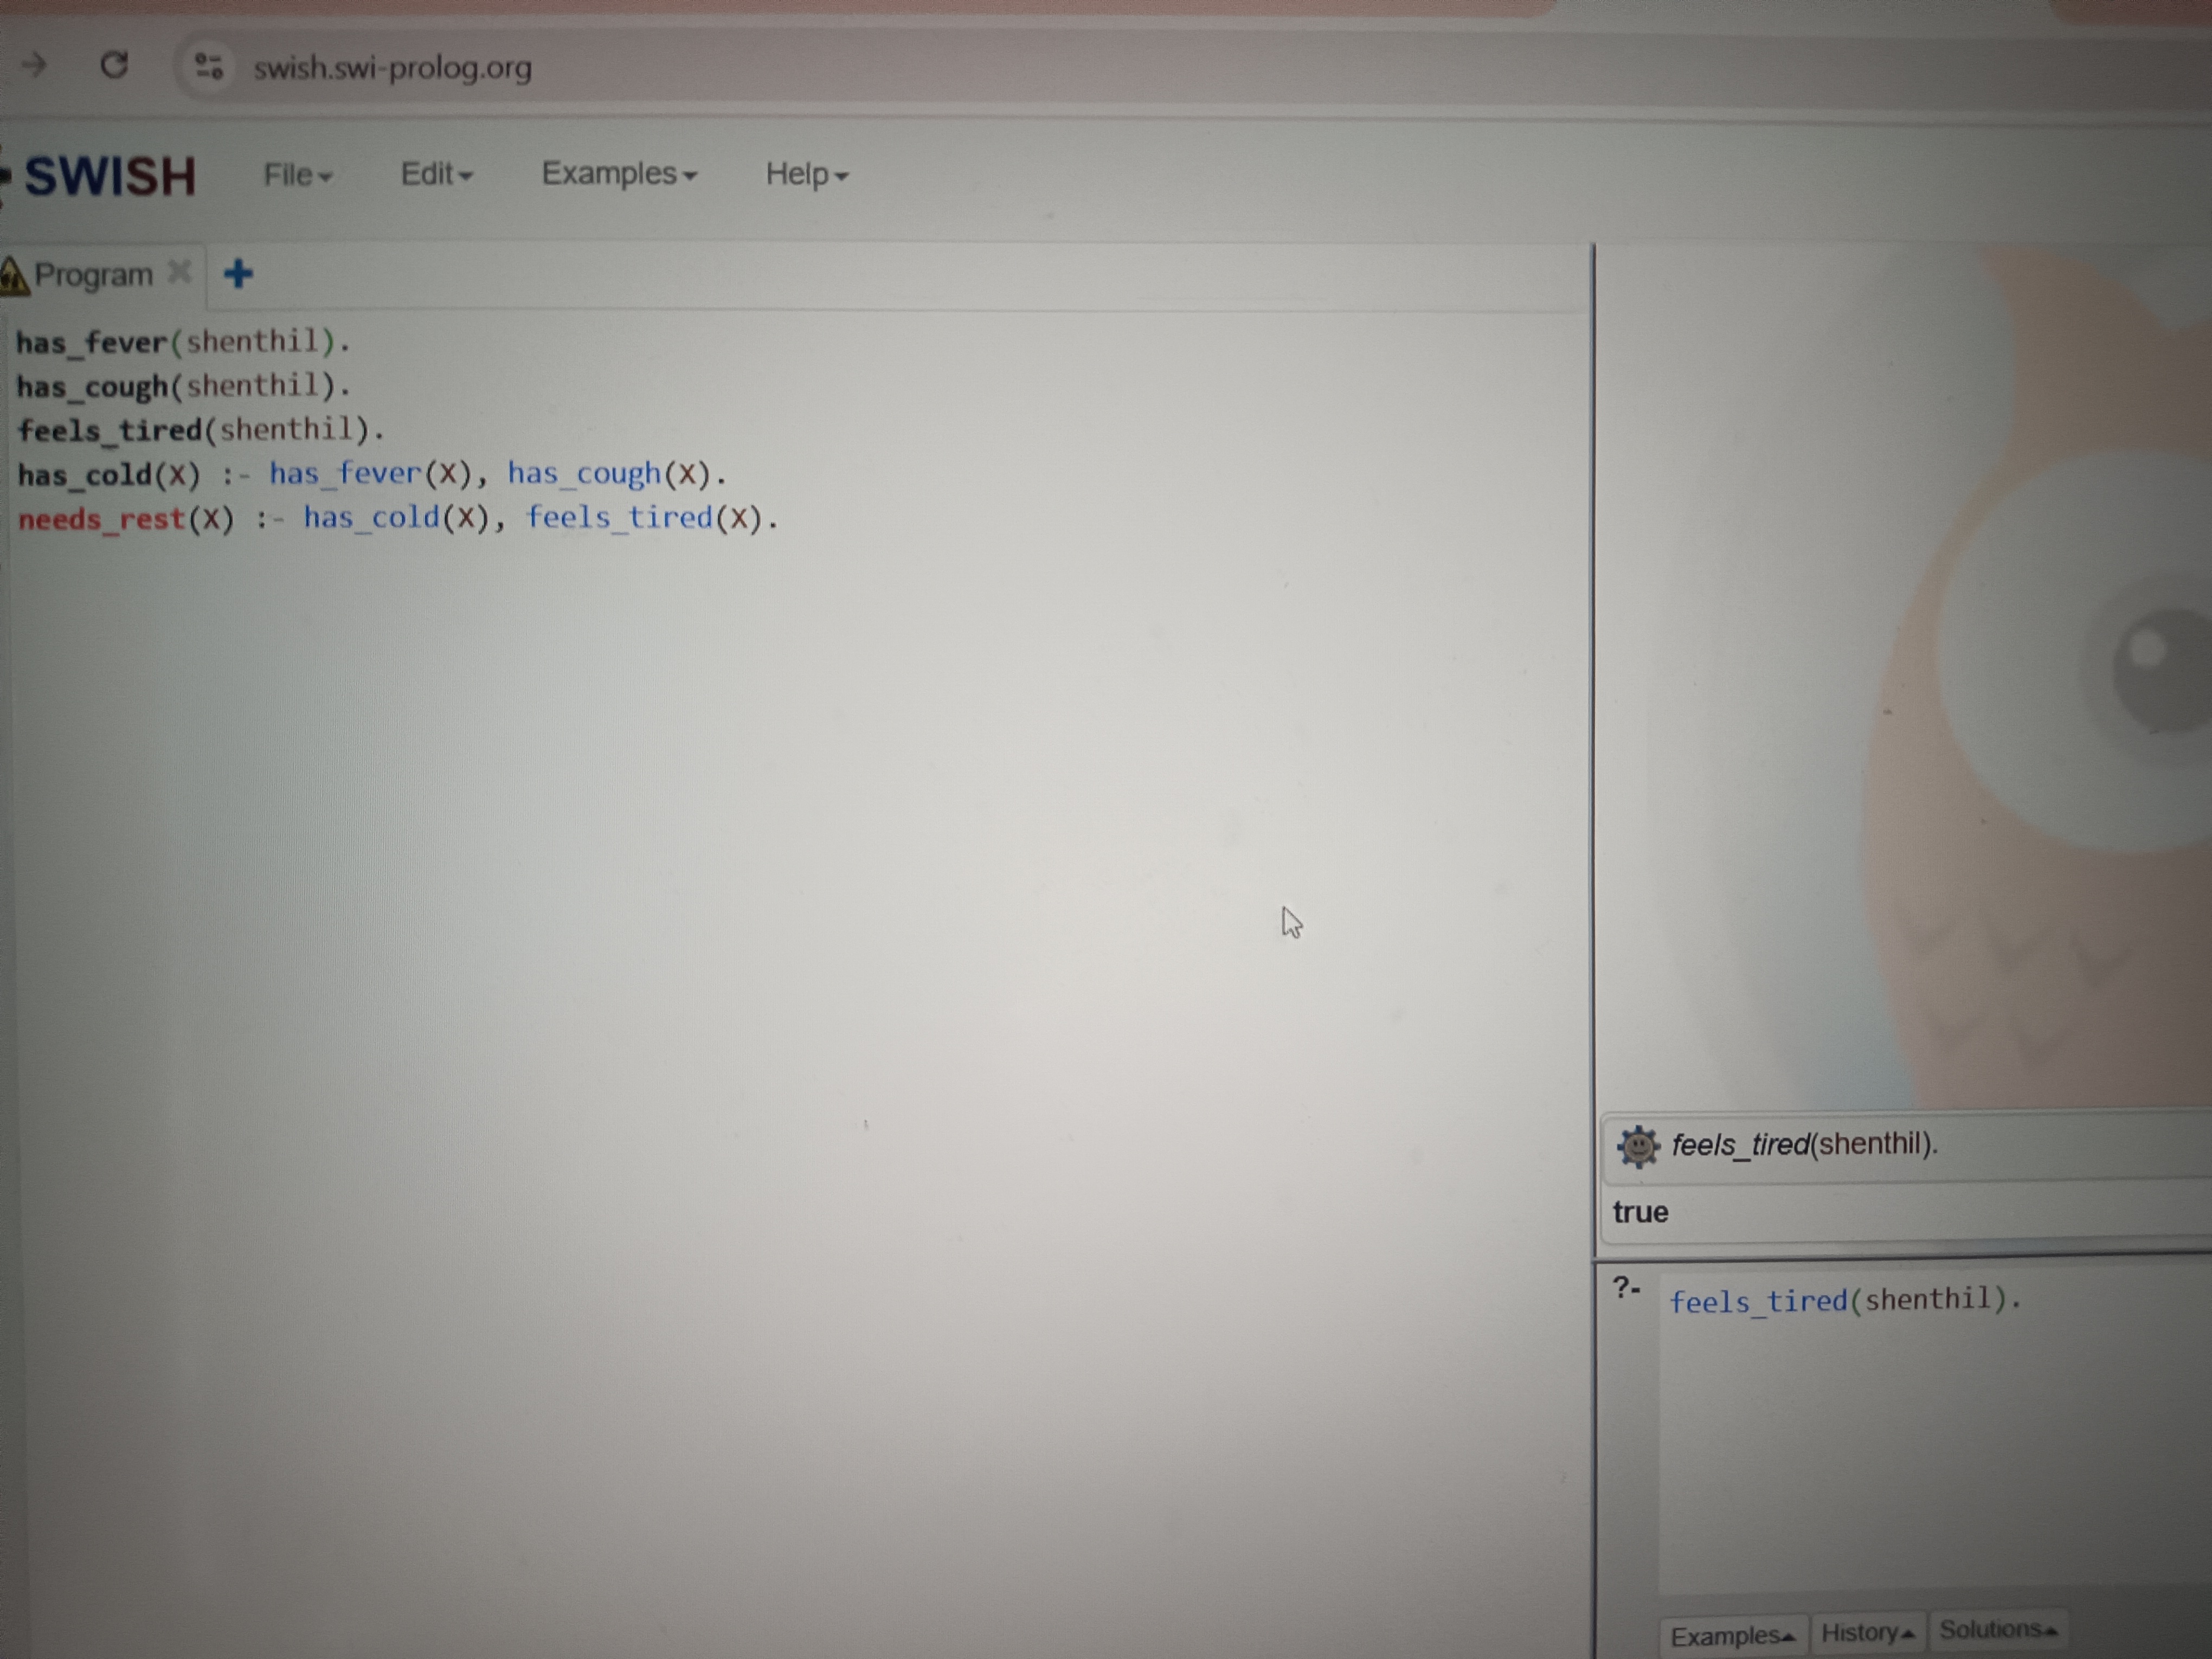 swish.swi-prolog.org
SWISH File Edit Examples Help
Program
has_fever(shenthil).
has_cough(shenthil).
feels_tired(shenthil).
has_cold(X) :- has_fever(X), has_cough(X).
needs_rest(X) :- has_cold(X), feels_tired(X).
feels_tired(shenthil).
true
?- feels_tired(shenthil).
Examples History Solutions